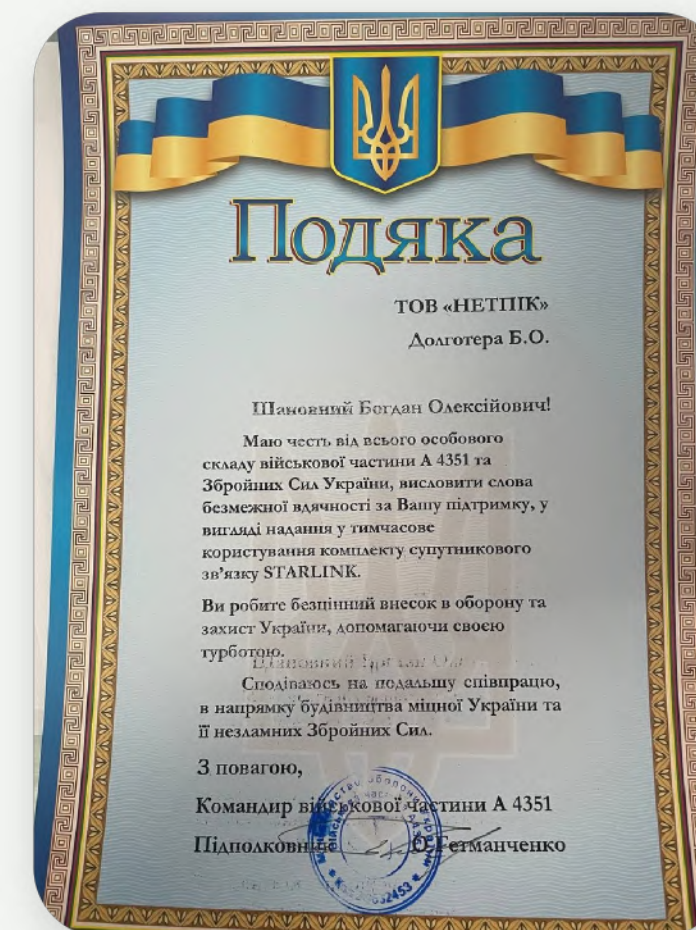 Подяка
ТОВ «НЕТПІК»
Долготера Б.О.
Шановний Богдан Олексійович!
Маю честь від всього особового
складу військової частини А 4351 та
Збройних Сил України, висловити слова
безмежної вдячності за Вашу підтримку, у
вигляді надання у тимчасове
користування комплекту супутникового
зв’язку STARLINK.
Ви робите безцінний внесок в оборону та
захист України, допомагаючи своєю
турботою.
Сподіваюсь на подальшу співпрацю,
в напрямку будівництва міцної України та
її незламних Збройних Сил.
З повагою,
Командир військової частини А 4351
Підполковник О.Гетманченко